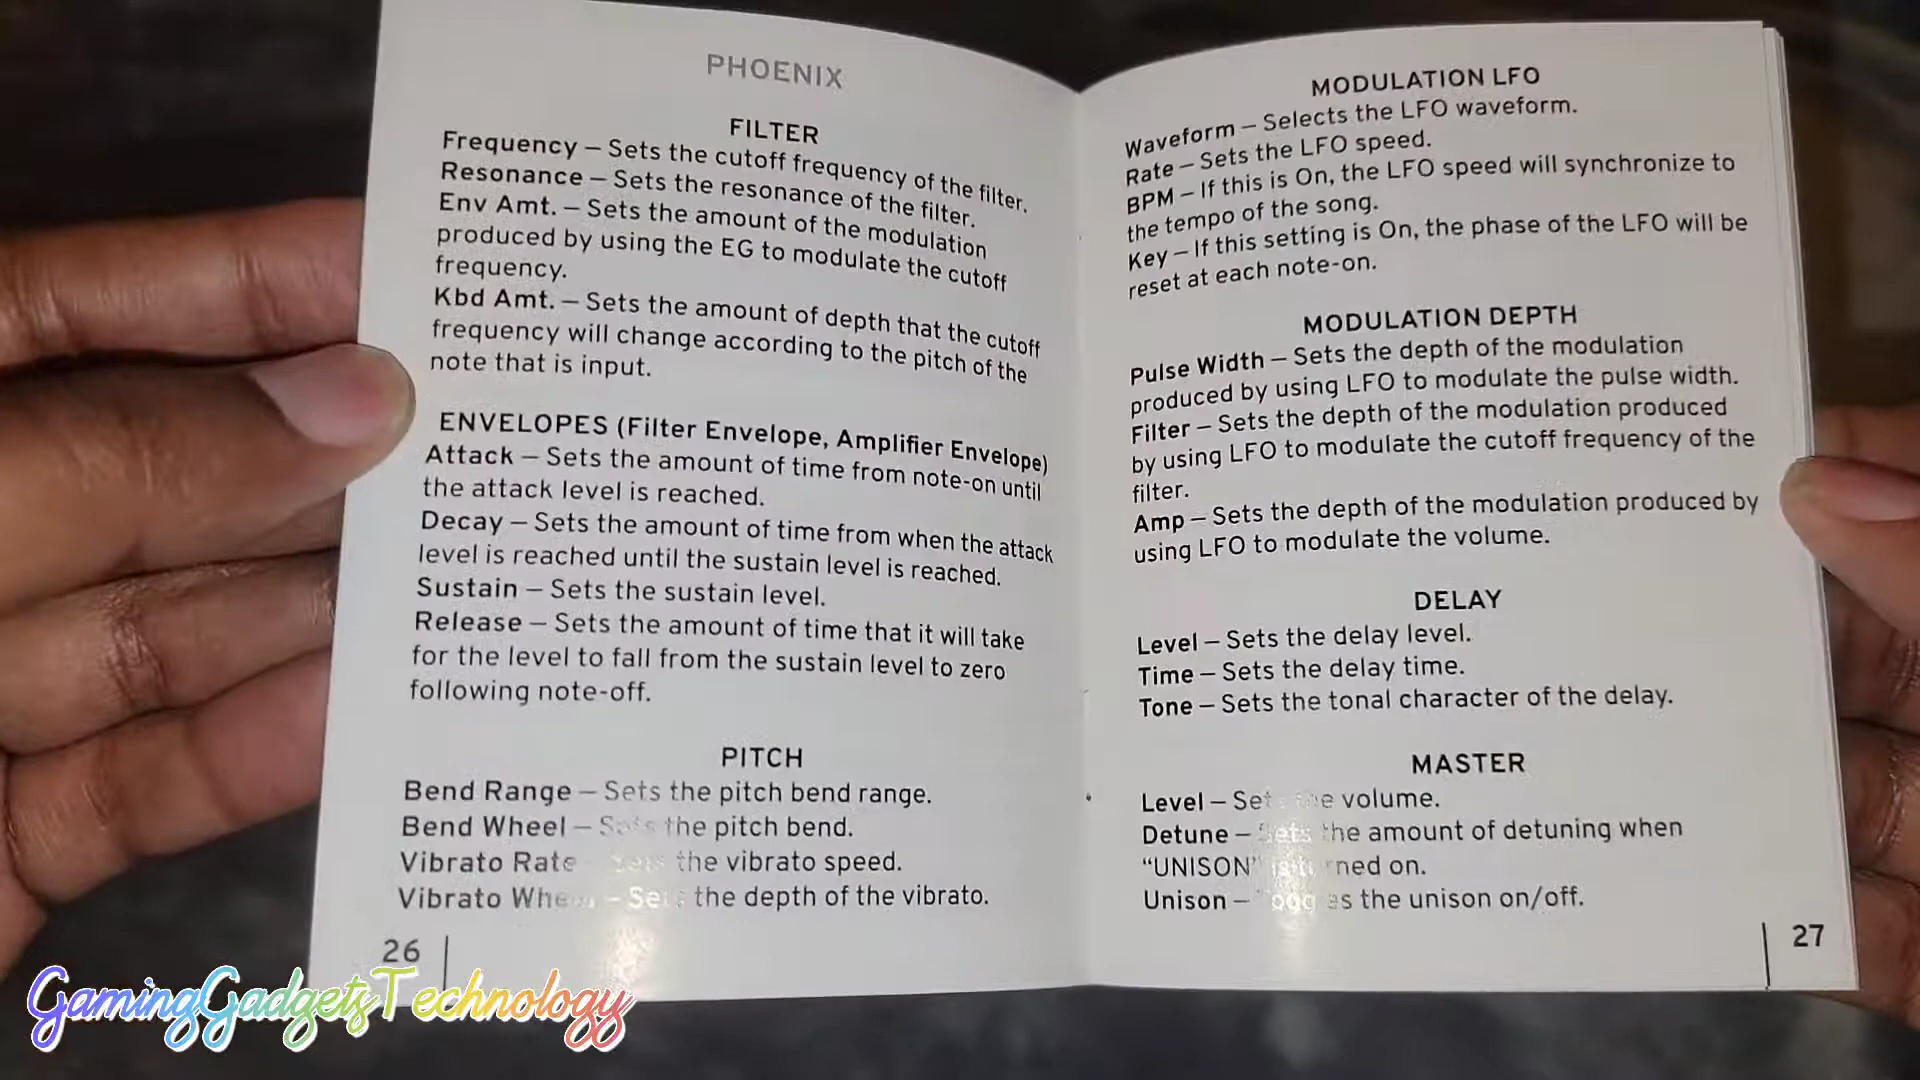 PHOENIX
FILTER
Frequency – Sets the cutoff frequency of the filter.
Resonance – Sets the resonance of the filter.
Env Amt. – Sets the amount of the modulation
produced by using the EG to modulate the cutoff
frequency.
Kbd Amt. – Sets the amount of depth that the cutoff
frequency will change according to the pitch of the
note that is input.
ENVELOPES (Filter Envelope, Amplifier Envelope)
Attack – Sets the amount of time from note-on until
the attack level is reached.
Decay – Sets the amount of time from when the attack
level is reached until the sustain level is reached.
Sustain – Sets the sustain level.
Release – Sets the amount of time that it will take
for the level to fall from the sustain level to zero
following note-off.
PITCH
Bend Range – Sets the pitch bend range.
Bend Wheel – Sets the pitch bend.
Vibrato Rate – Sets the vibrato speed.
Vibrato Wheel – Sets the depth of the vibrato.
26
MODULATION LFO
Waveform – Selects the LFO waveform.
Rate – Sets the LFO speed.
BPM – If this is On, the LFO speed will synchronize to
the tempo of the song.
Key – If this setting is On, the phase of the LFO will be
reset at each note-on.
MODULATION DEPTH
Pulse Width – Sets the depth of the modulation
produced by using LFO to modulate the pulse width.
Filter – Sets the depth of the modulation produced
by using LFO to modulate the cutoff frequency of the
filter.
Amp – Sets the depth of the modulation produced by
using LFO to modulate the volume.
DELAY
Level – Sets the delay level.
Time – Sets the delay time.
Tone – Sets the tonal character of the delay.
MASTER
Level – Sets the volume.
Detune – Sets the amount of detuning when
“UNISON” is turned on.
Unison – Toggles the unison on/off.
27
GamingGadgetsTechnology